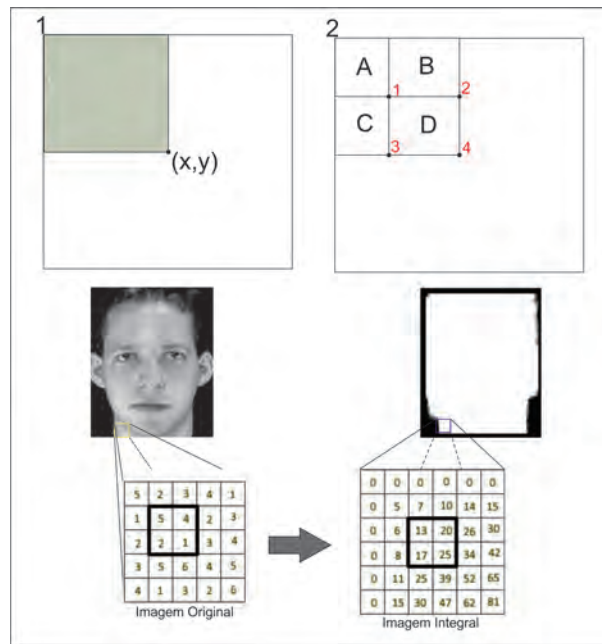 1
(x,y)
2
A B
1 2
C D
3 4
5 2 3 4 1
1 5 4 2 3
2 2 1 3 4
3 5 6 4 5
4 1 3 2 6
Imagem Original
0 0 0 0 0 0
0 5 7 10 14 15
0 6 13 20 26 30
0 8 17 25 34 42
0 11 25 39 52 65
0 15 30 47 62 81
Imagem Integral